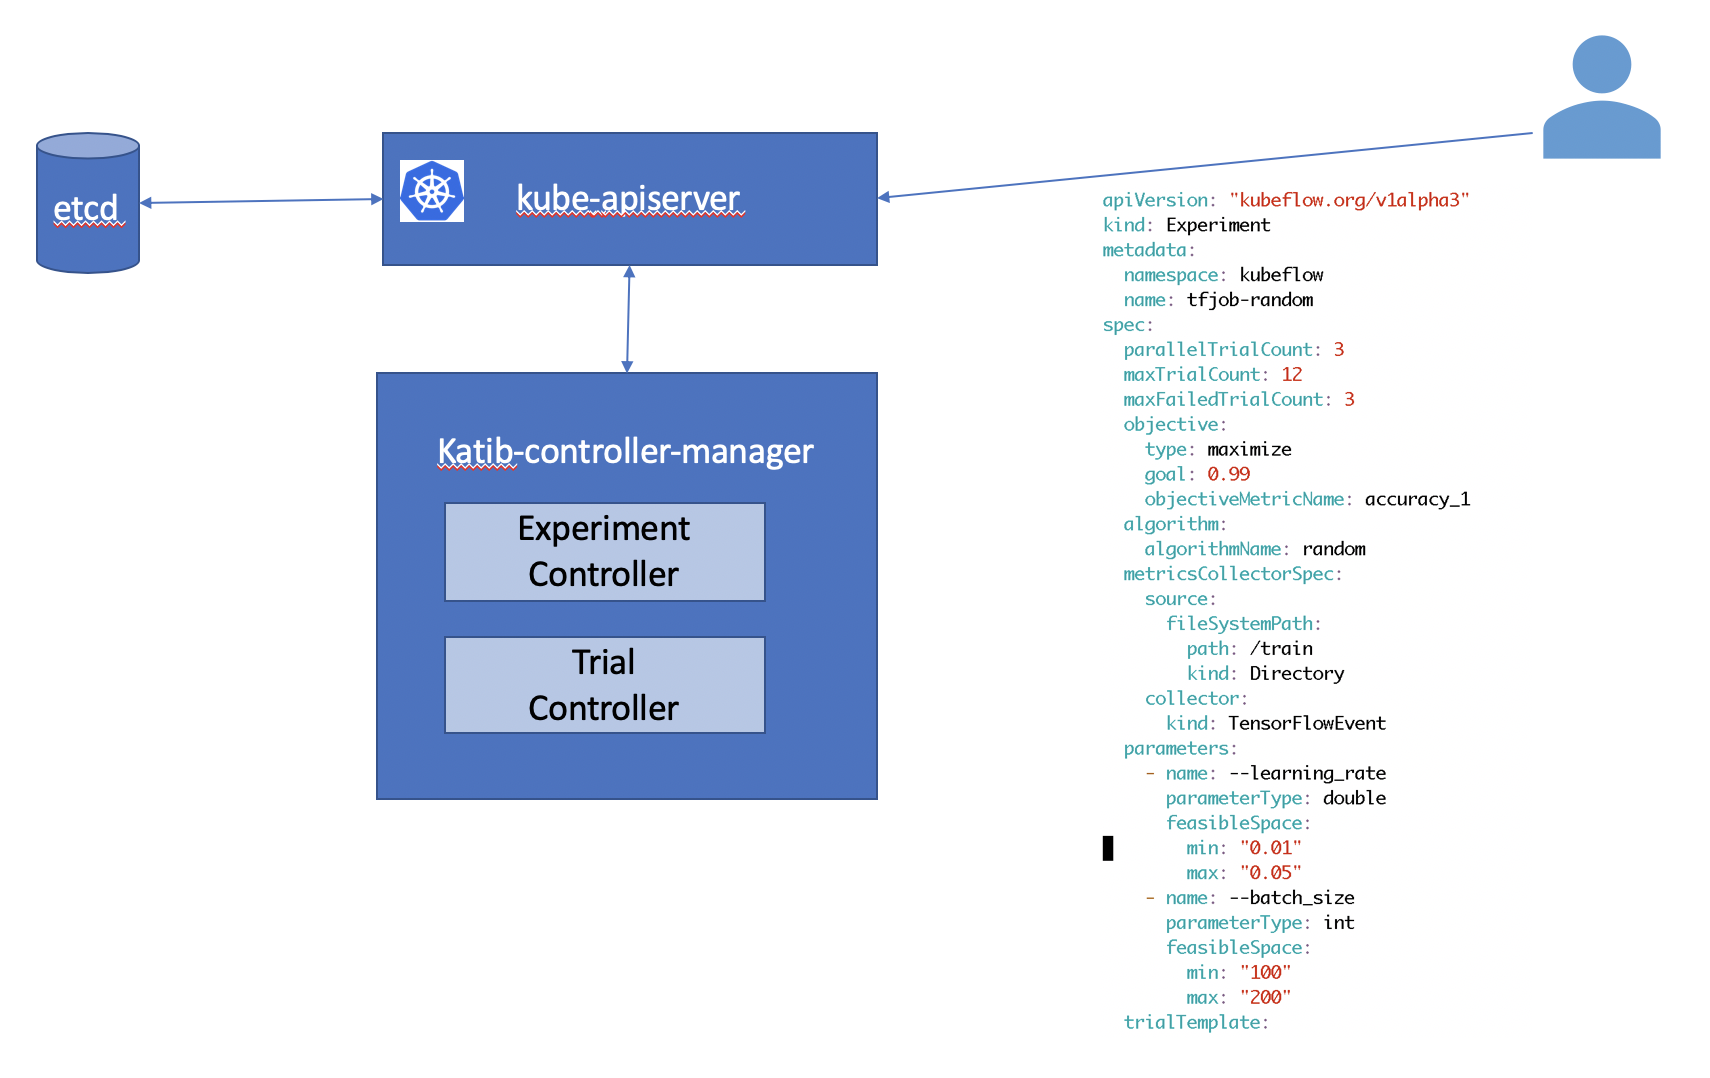 etcd
kube-apiserver
Katib-controller-manager
Experiment
Controller
Trial
Controller
apiVersion: "kubeflow.org/v1alpha3"
kind: Experiment
metadata:
  namespace: kubeflow
  name: tfjob-random
spec:
  parallelTrialCount: 3
  maxTrialCount: 12
  maxFailedTrialCount: 3
  objective:
    type: maximize
    goal: 0.99
    objectiveMetricName: accuracy_1
  algorithm:
    algorithmName: random
  metricsCollectorSpec:
    source:
      fileSystemPath:
        path: /train
        kind: Directory
    collector:
      kind: TensorFlowEvent
  parameters:
    - name: --learning_rate
      parameterType: double
      feasibleSpace:
        min: "0.01"
        max: "0.05"
    - name: --batch_size
      parameterType: int
      feasibleSpace:
        min: "100"
        max: "200"
  trialTemplate: